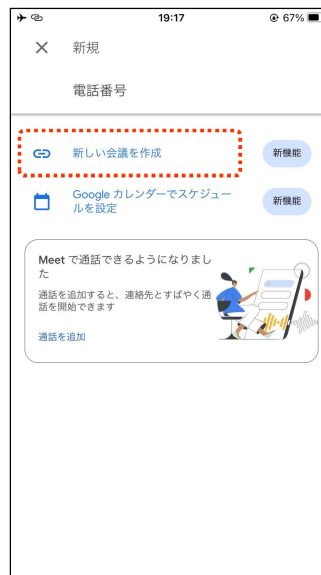 19:17
67%
新規
電話番号
新しい会議を作成
新機能
Google カレンダーでスケジュー
ルを設定
新機能
Meet で通話できるようになりまし
た
通話を追加すると、連絡先とすばやく通
話を開始できます
通話を追加